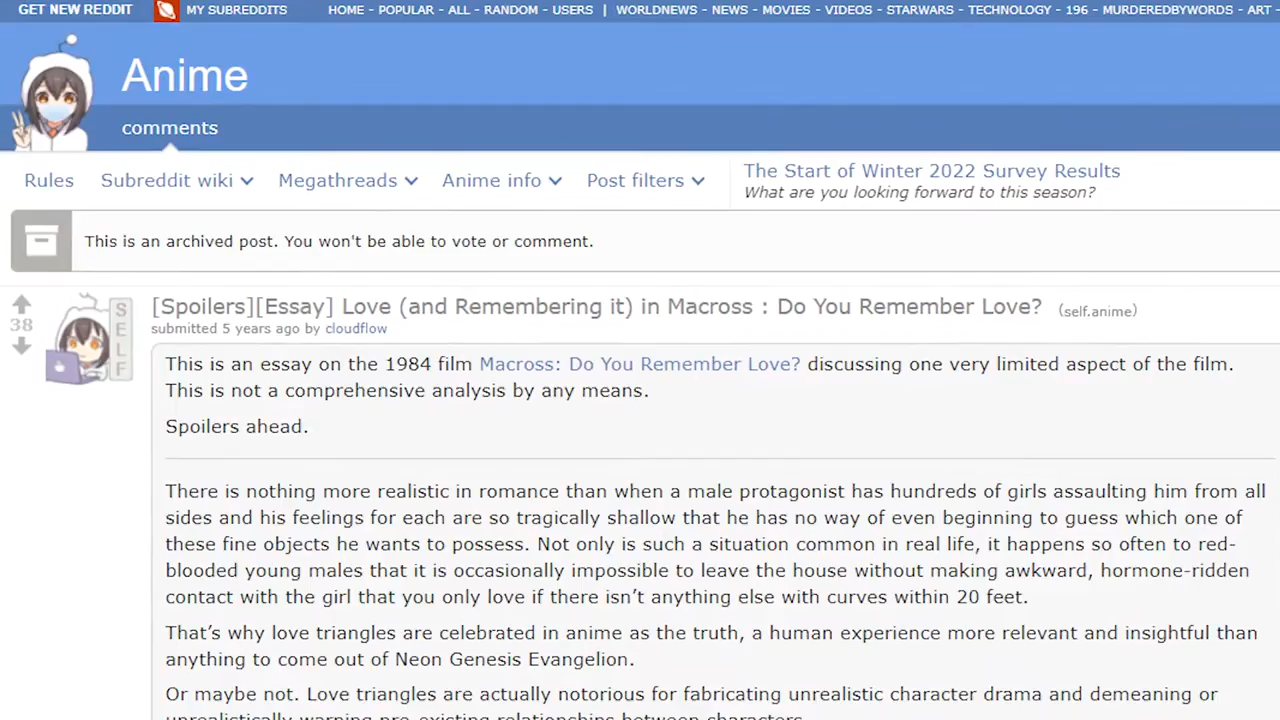 GET NEW REDDIT MY SUBREDDITS HOME - POPULAR - ALL - RANDOM - USERS | WORLDNEWS - NEWS - MOVIES - VIDEOS - STARWARS - TECHNOLOGY - 196 - MURDEREDBYWORDS - ART -
Anime
comments
Rules Subreddit wiki Megathreads Anime info Post filters
The Start of Winter 2022 Survey Results
What are you looking forward to this season?
This is an archived post. You won't be able to vote or comment.
38
SELF
[Spoilers][Essay] Love (and Remembering it) in Macross : Do You Remember Love? (self.anime)
submitted 5 years ago by cloudflow
This is an essay on the 1984 film Macross: Do You Remember Love? discussing one very limited aspect of the film.
This is not a comprehensive analysis by any means.
Spoilers ahead.
There is nothing more realistic in romance than when a male protagonist has hundreds of girls assaulting him from all
sides and his feelings for each are so tragically shallow that he has no way of even beginning to guess which one of
these fine objects he wants to possess. Not only is such a situation common in real life, it happens so often to red-
blooded young males that it is occasionally impossible to leave the house without making awkward, hormone-ridden
contact with the girl that you only love if there isn't anything else with curves within 20 feet.
That's why love triangles are celebrated in anime as the truth, a human experience more relevant and insightful than
anything to come out of Neon Genesis Evangelion.
Or maybe not. Love triangles are actually notorious for fabricating unrealistic character drama and demeaning or
unrealistically warping pre-existing relationships between characters.